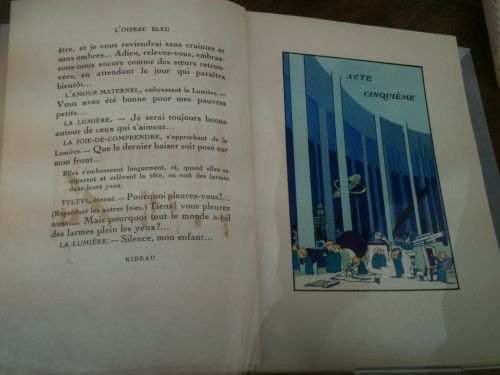 L'OISEAU BLEU
être, et je vous reviendrai sans craintes
et sans ombres... Adieu, relevez-vous, embras-
sons-nous encore comme des sœurs retrou-
vées, en attendant le jour qui paraîtra
bientôt...
L'AMOUR MATERNEL, embrassant la Lumière. —
Vous avez été bonne pour mes pauvres
petits...
LA LUMIÈRE. — Je serai toujours bonne
autour de ceux qui s'aiment...
LA JOIE-DE-COMPRENDRE, s'approchant de la
Lumière. — Que le dernier baiser soit posé sur
mon front...
Elles s'embrassent longuement, et, quand elles se
séparent et relèvent la tête, on voit des larmes
dans leurs yeux.
TYLTYL, étonné. — Pourquoi pleurez-vous?...
(Regardant les autres Joies.) Tiens! vous pleurez
aussi... Mais pourquoi tout le monde a-t-il
des larmes plein les yeux?...
LA LUMIÈRE. — Silence, mon enfant...
RIDEAU
ACTE
CINQUIÈME